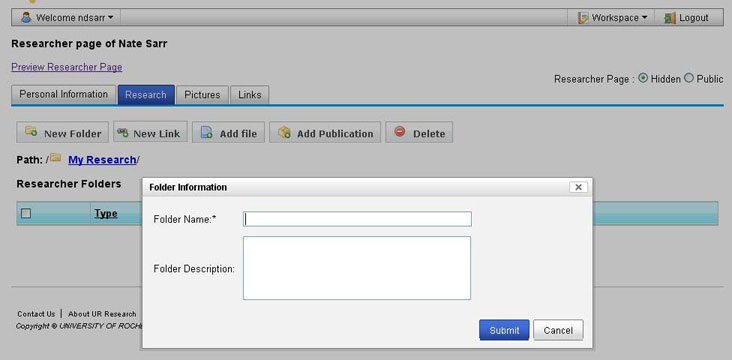 Welcome ndsarr
Workspace
Logout
Researcher page of Nate Sarr
Preview Researcher Page
Researcher Page : Hidden Public
Personal Information
Research
Pictures
Links
New Folder
New Link
Add file
Add Publication
Delete
Path: / My Research/
Researcher Folders
Type
Folder Information
Folder Name:*
Folder Description:
Submit
Cancel
Contact Us | About UR Research
Copyright © UNIVERSITY OF